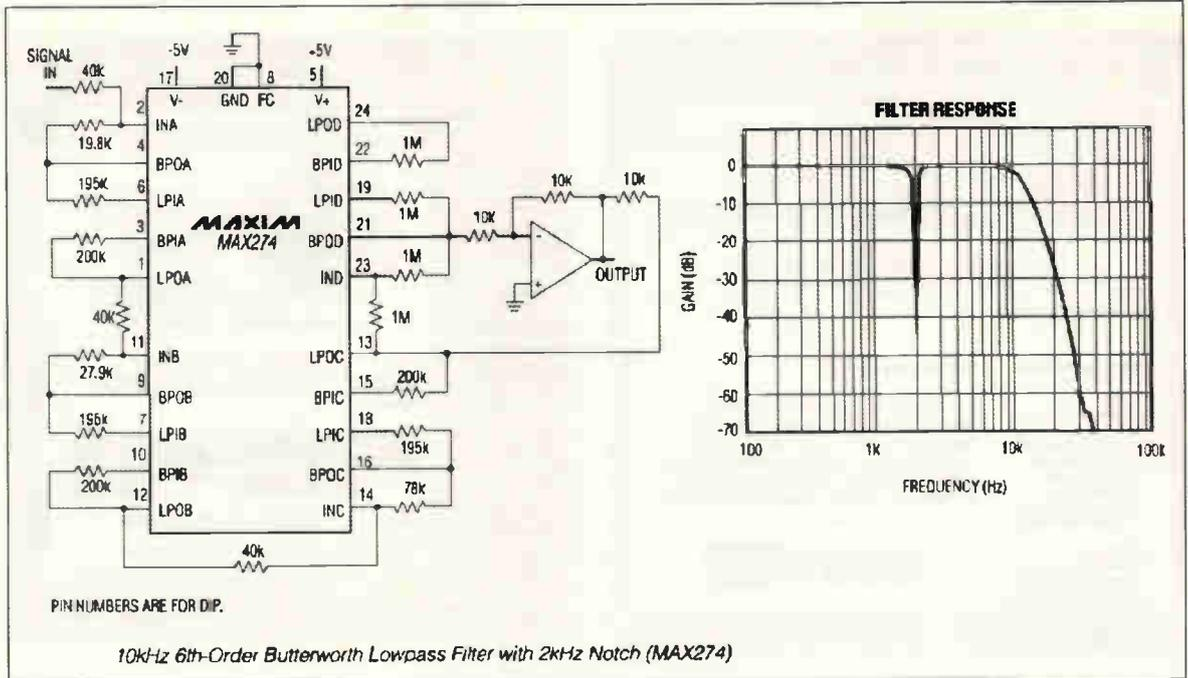 SIGNAL
IN
40k
-5V
+5V
17
20
8
5
V-
GND
FC
V+
2
INA
19.8K
4
BPOA
6
195K
LPIA
3
BPIA
200K
1
LPOA
40K
11
INB
27.9K
9
BPOB
7
195K
LPIB
10
BPIB
200K
12
LPOB
40k
MAXIM
MAX274
24
LPOD
22
1M
BPID
19
LPID
1M
21
BPOD
23
1M
IND
1M
13
LPOC
15
200k
BPIC
18
LPIC
195K
16
BPOC
14
78k
INC
10k
10k
10K
-
+
OUTPUT
PIN NUMBERS ARE FOR DIP.
FILTER RESPONSE
GAIN (dB)
0
-10
-20
-30
-40
-50
-60
-70
100
1K
10k
100k
FREQUENCY (Hz)
10kHz 6th-Order Butterworth Lowpass Filter with 2kHz Notch (MAX274)